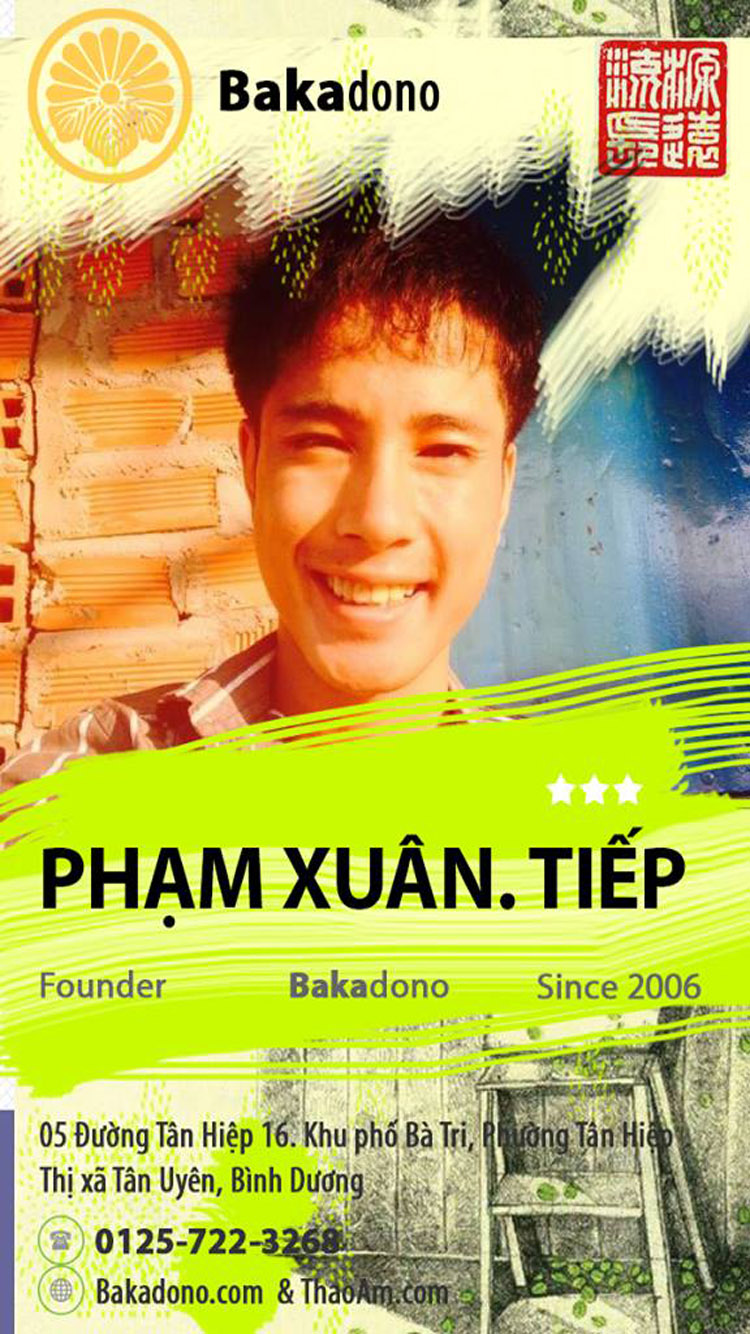 Bakadono
PHẠM XUÂN. TIẾP
Founder Bakadono Since 2006
05 Đường Tân Hiệp 16. Khu phố Bà Tri, Phường Tân Hiệp
Thị xã Tân Uyên, Bình Dương
0125-722-3268
Bakadono.com & ThaoAm.com